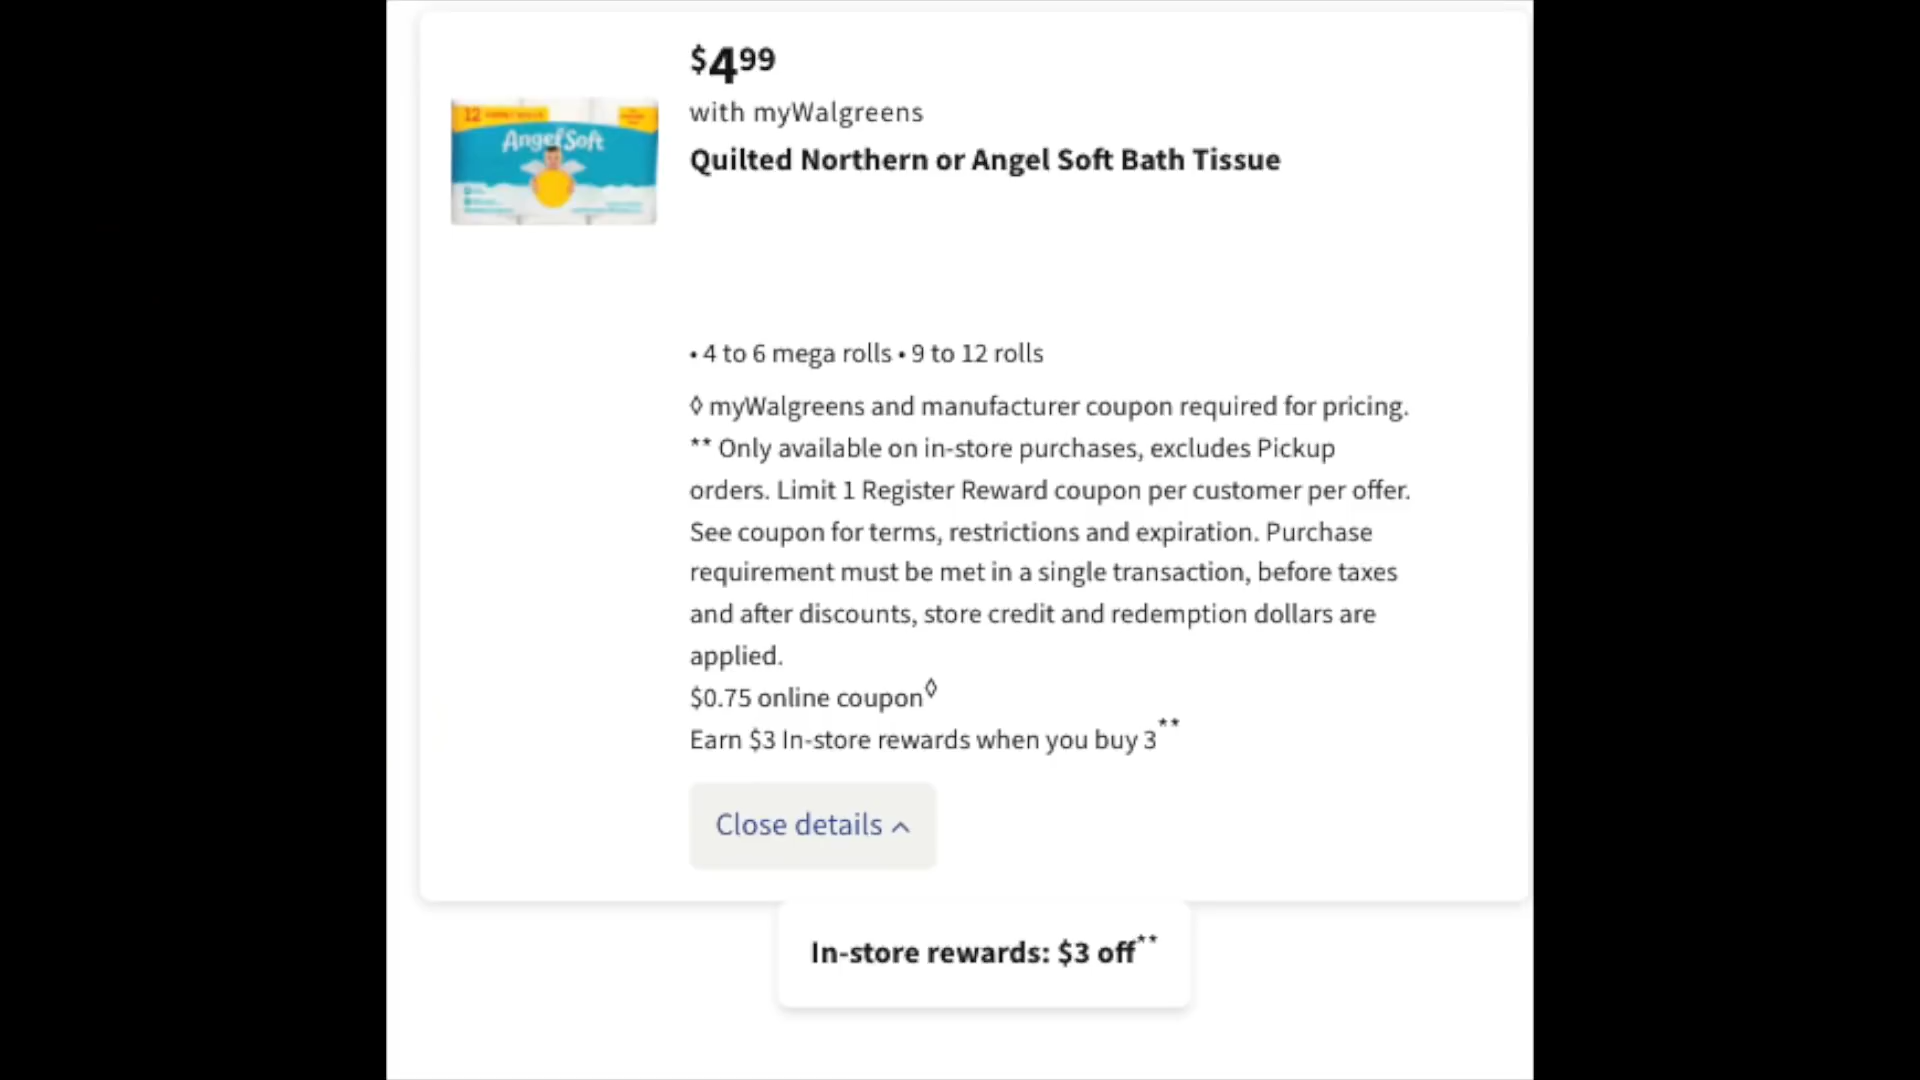 $4.99
with myWalgreens
Quilted Northern or Angel Soft Bath Tissue
12
Angel Soft
• 4 to 6 mega rolls • 9 to 12 rolls
◊ myWalgreens and manufacturer coupon required for pricing.
** Only available on in-store purchases, excludes Pickup
orders. Limit 1 Register Reward coupon per customer per offer.
See coupon for terms, restrictions and expiration. Purchase
requirement must be met in a single transaction, before taxes
and after discounts, store credit and redemption dollars are
applied.
$0.75 online coupon◊
Earn $3 In-store rewards when you buy 3**
Close details
In-store rewards: $3 off**